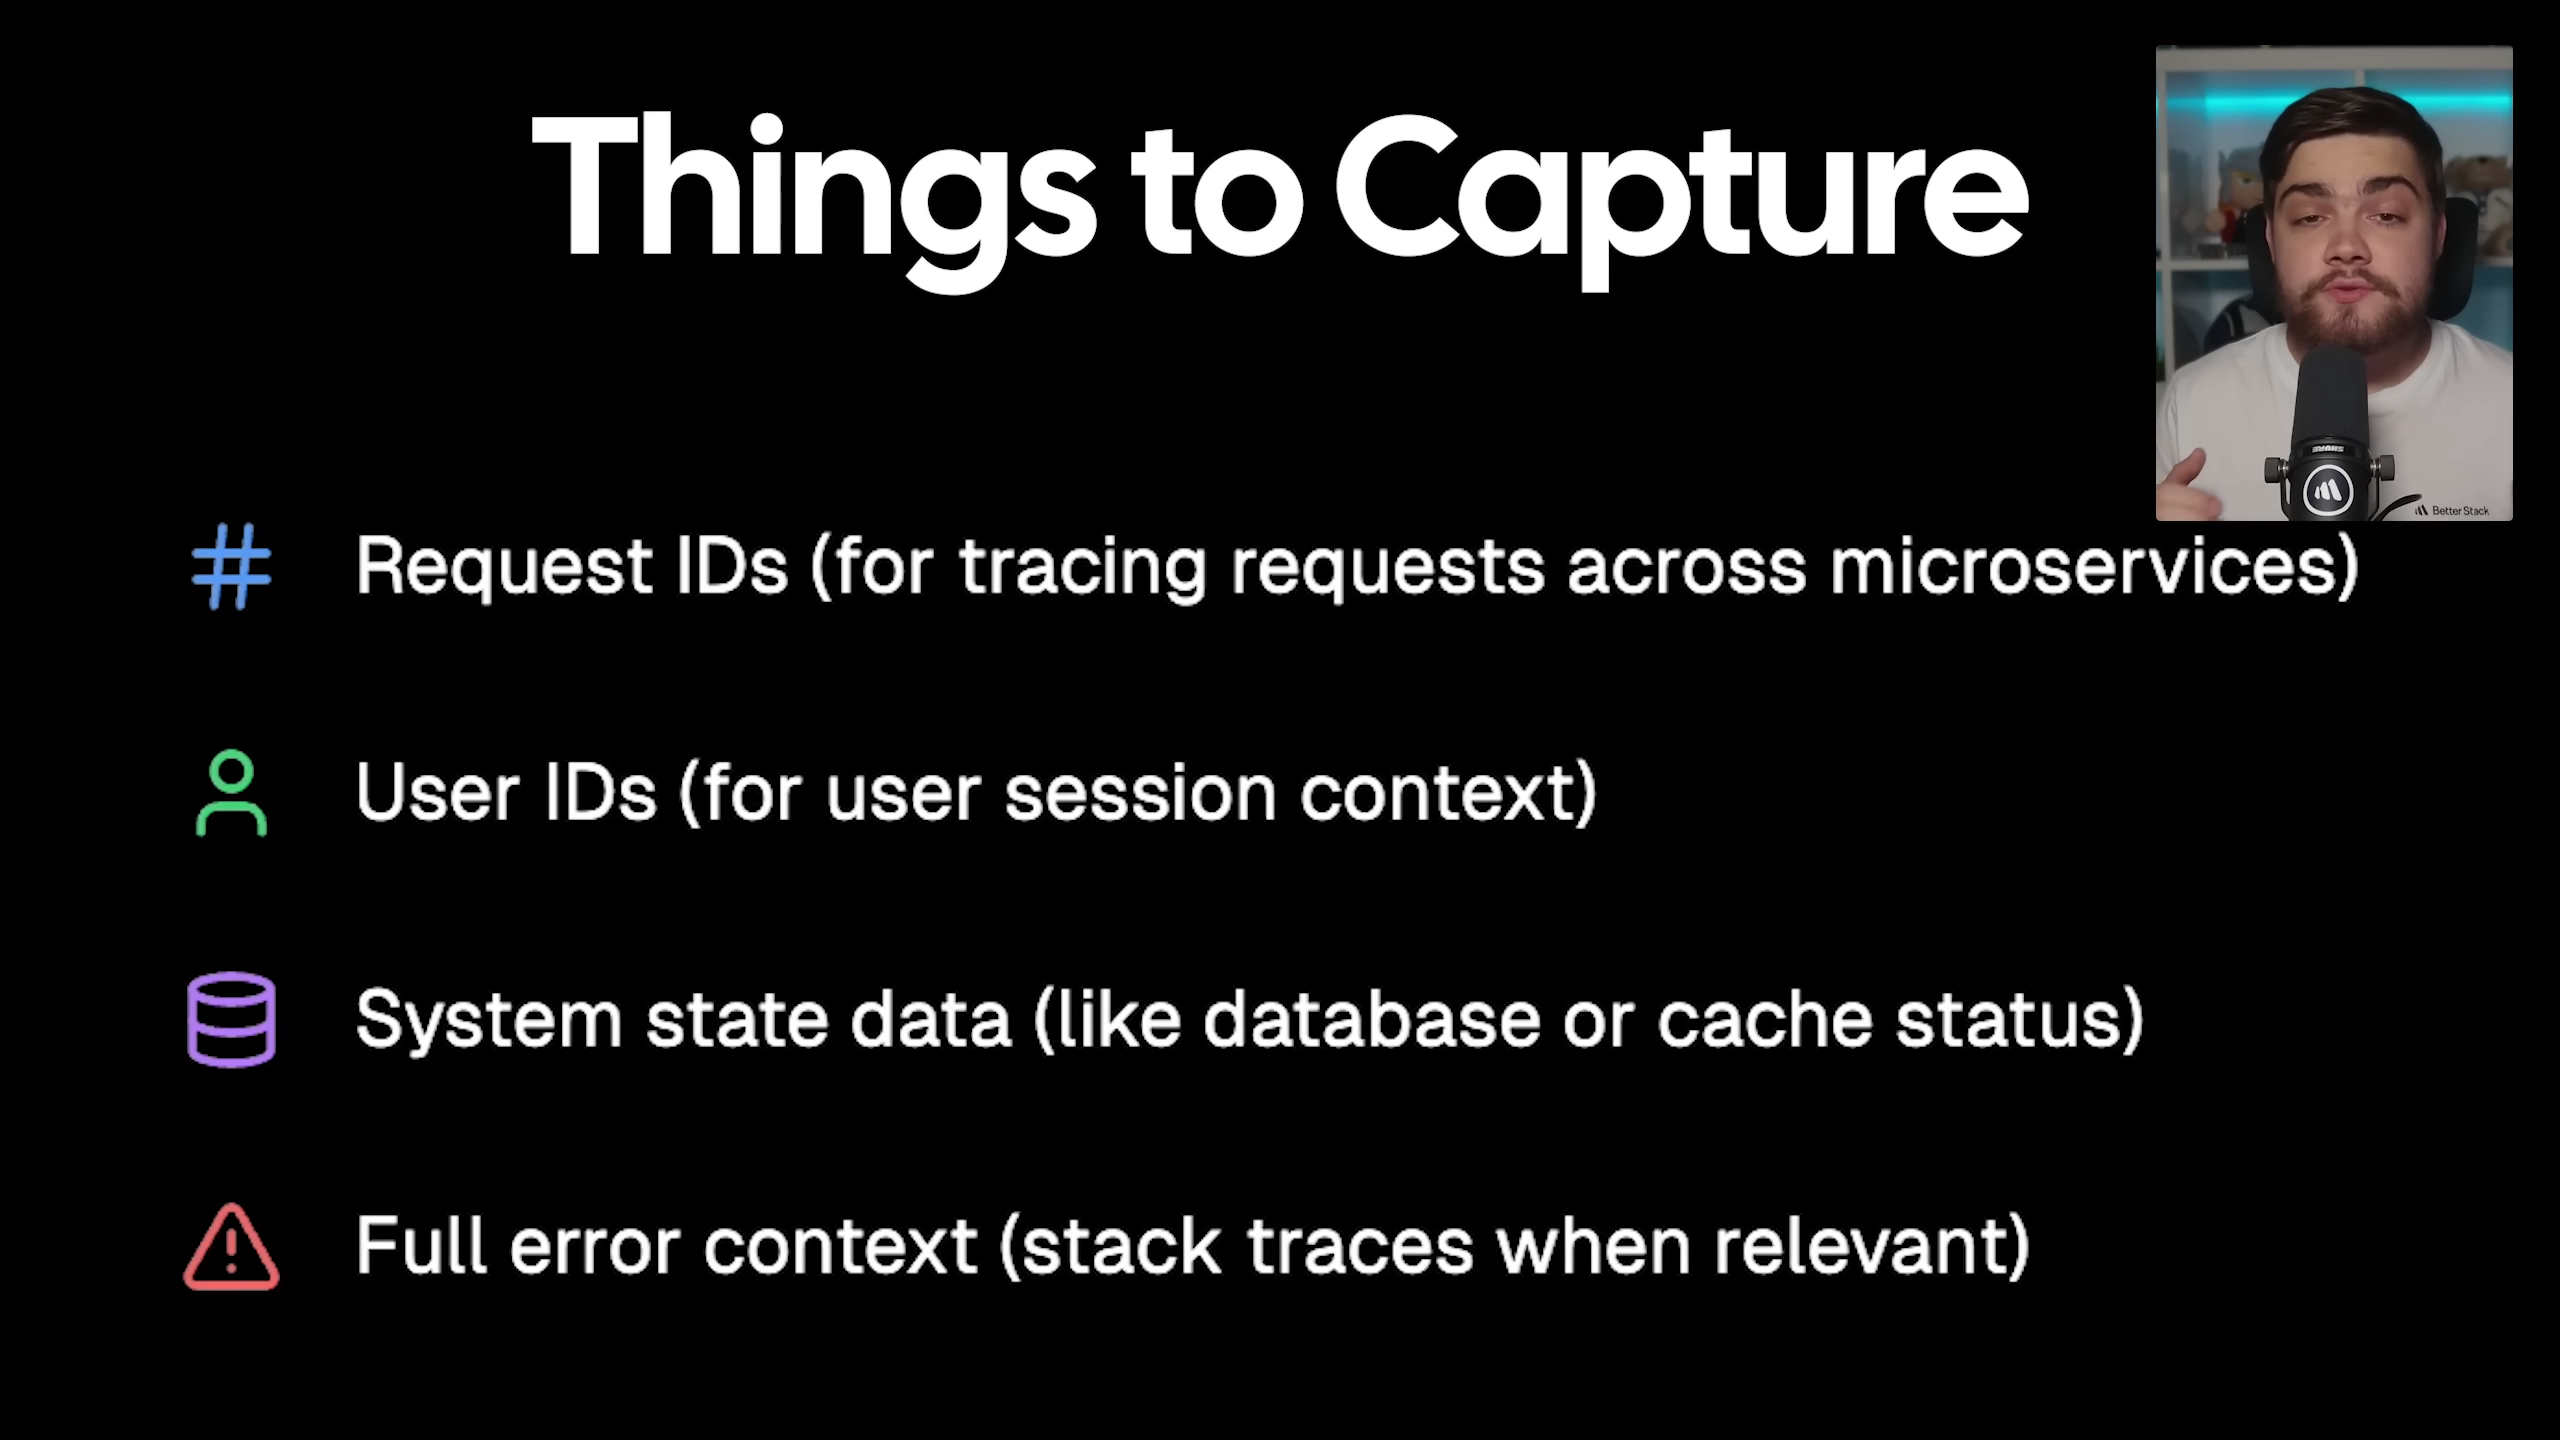 Things to Capture
Request IDs (for tracing requests across microservices)
User IDs (for user session context)
System state data (like database or cache status)
Full error context (stack traces when relevant)
SHURE
Better Stack